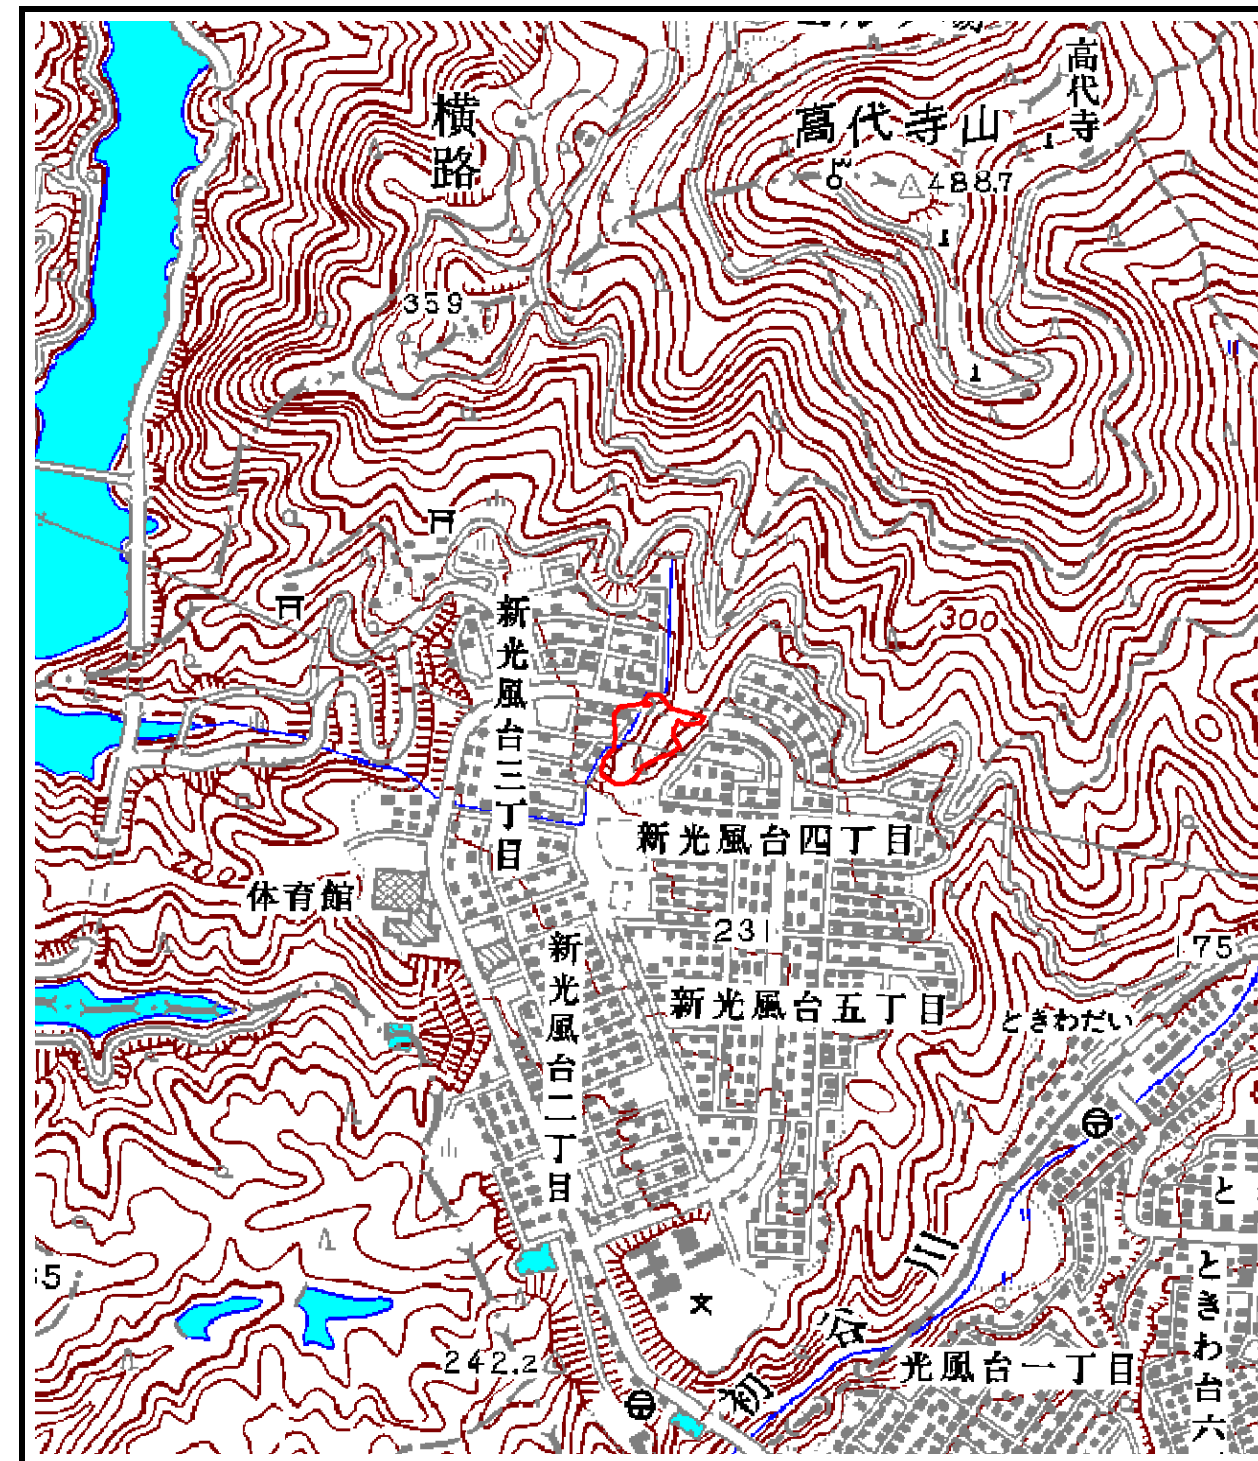 高代寺
横路
高代寺山
488.7
359
300
新光風台三丁目
新光風台四丁目
200
体育館
231
175
新光風台二丁目
新光風台五丁目
ときわだい
と
ときわ台六
242.2
初谷川
光風台一丁目